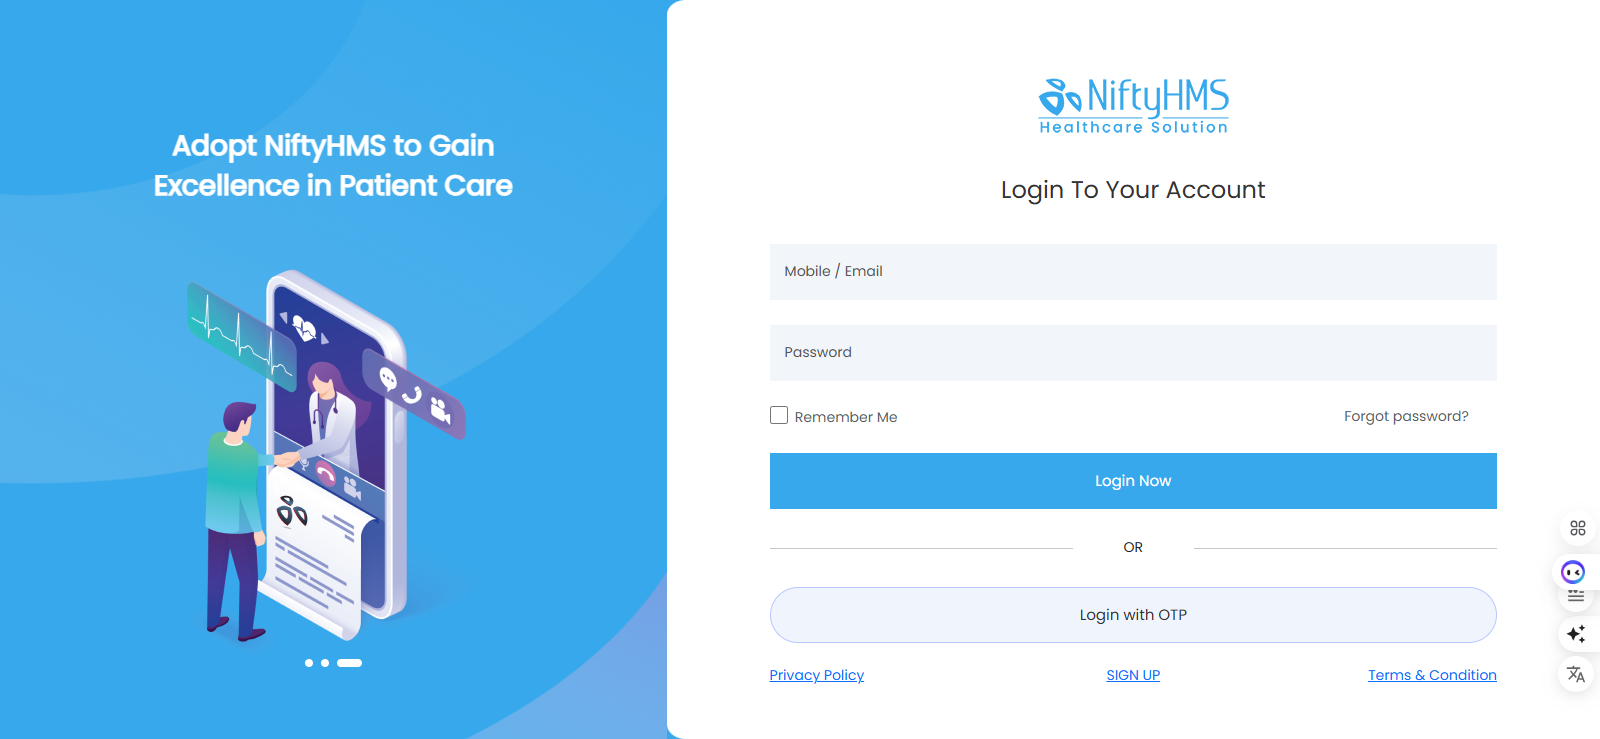 Adopt NiftyHMS to Gain
Excellence in Patient Care
NiftyHMS
Healthcare Solution
Login To Your Account
Mobile / Email
Password
Remember Me
Forgot password?
Login Now
OR
Login with OTP
Privacy Policy
SIGN UP
Terms & Condition